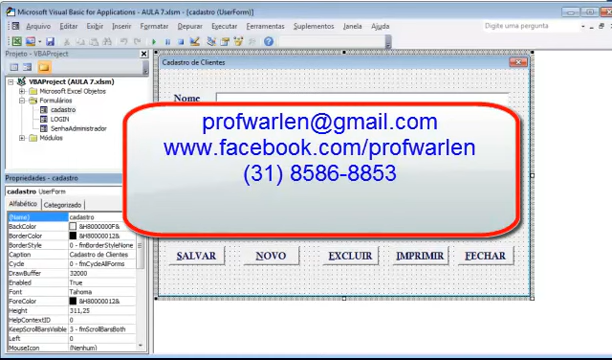 Microsoft Visual Basic for Applications - AULA 7.xlsm - [cadastro (UserForm)]
Arquivo Editar Exibir Inserir Formatar Depurar Executar Ferramentas Suplementos Janela Ajuda
Digite uma pergunta
Projeto - VBAProject
VBAProject (AULA 7.xlsm)
Microsoft Excel Objetos
Formulários
cadastro
LOGIN
SenhaAdministrador
Módulos
Cadastro de Clientes
Nome
profwarlen@gmail.com
www.facebook.com/profwarlen
(31) 8586-8853
SALVAR NOVO EXCLUIR IMPRIMIR FECHAR
Propriedades - cadastro
cadastro UserForm
Alfabético Categorizado
(Name) cadastro
BackColor &H8000000F&
BorderColor &H80000012&
BorderStyle 0 - fmBorderStyleNone
Caption Cadastro de Clientes
Cycle 0 - fmCycleAllForms
DrawBuffer 32000
Enabled True
Font Tahoma
ForeColor &H80000012&
Height 311,25
HelpContextID 0
KeepScrollBarsVisible 3 - fmScrollBarsBoth
Left 0
MouseIcon (Nenhum)